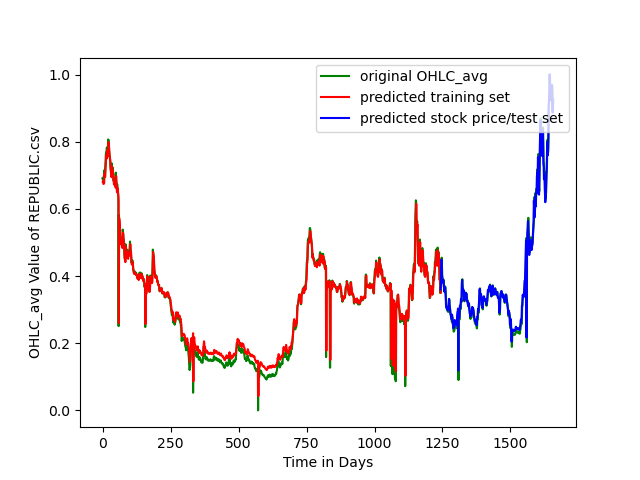 original OHLC_avg
predicted training set
predicted stock price/test set
OHLC_avg Value of REPUBLIC.csv
1.0
0.8
0.6
0.4
0.2
0.0
0 250 500 750 1000 1250 1500
Time in Days